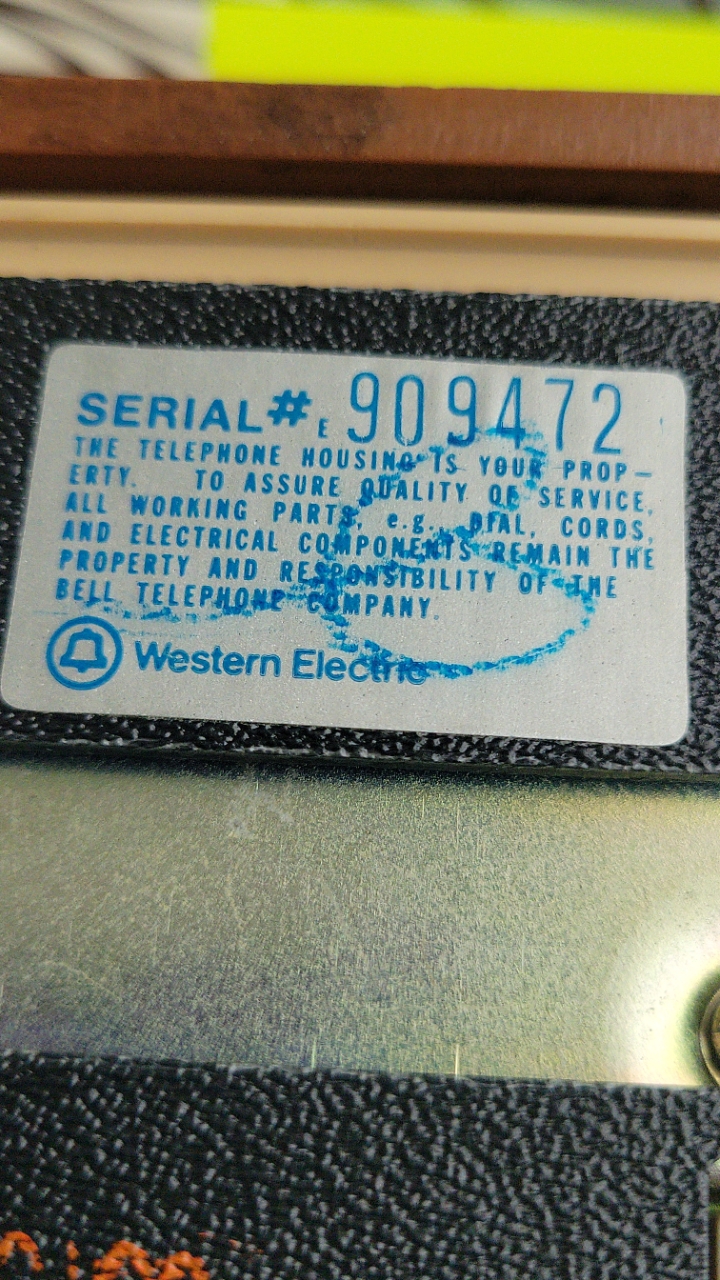 SERIAL# E 909472
THE TELEPHONE HOUSING IS YOUR PROP-
ERTY. TO ASSURE QUALITY OF SERVICE,
ALL WORKING PARTS, e.g., DIAL, CORDS,
AND ELECTRICAL COMPONENTS REMAIN THE
PROPERTY AND RESPONSIBILITY OF THE
BELL TELEPHONE COMPANY.
Western Electric